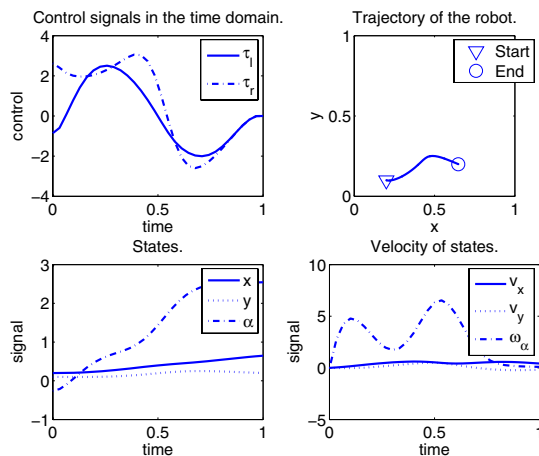 Control signals in the time domain.
4
2
0
−2
−4
control
0
0.5
1
time
τl
τr
Trajectory of the robot.
1
0.5
0
y
0
0.5
1
x
Start
End
States.
3
2
1
0
−1
signal
0
0.5
1
time
x
y
α
Velocity of states.
10
5
0
−5
signal
0
0.5
1
time
vx
vy
ωα